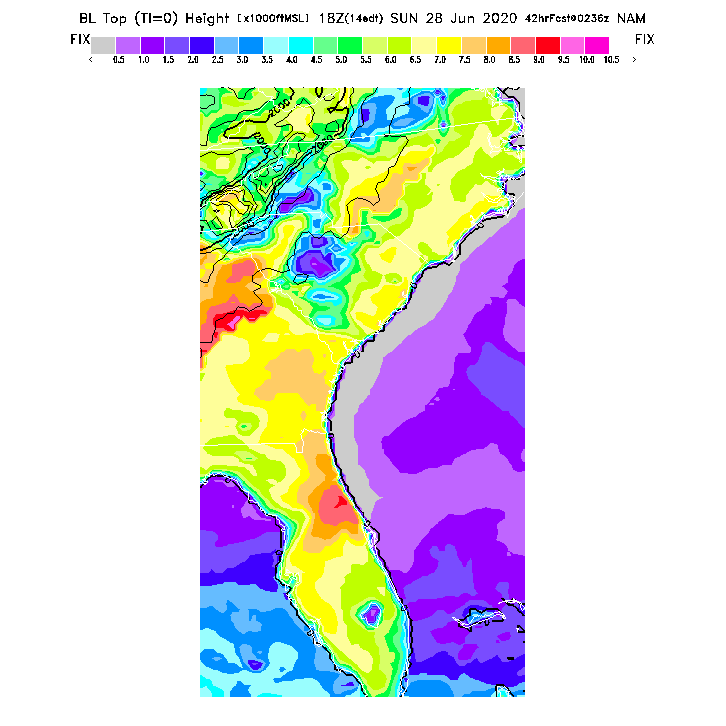 BL Top (TI=0) Height [x1000ftMSL] 18Z(14edt) SUN 28 Jun 2020 42hrFcst@0236z NAM
FIX FIX
< 0.5 1.0 1.5 2.0 2.5 3.0 3.5 4.0 4.5 5.0 5.5 6.0 6.5 7.0 7.5 8.0 8.5 9.0 9.5 10.0 10.5 >
2000